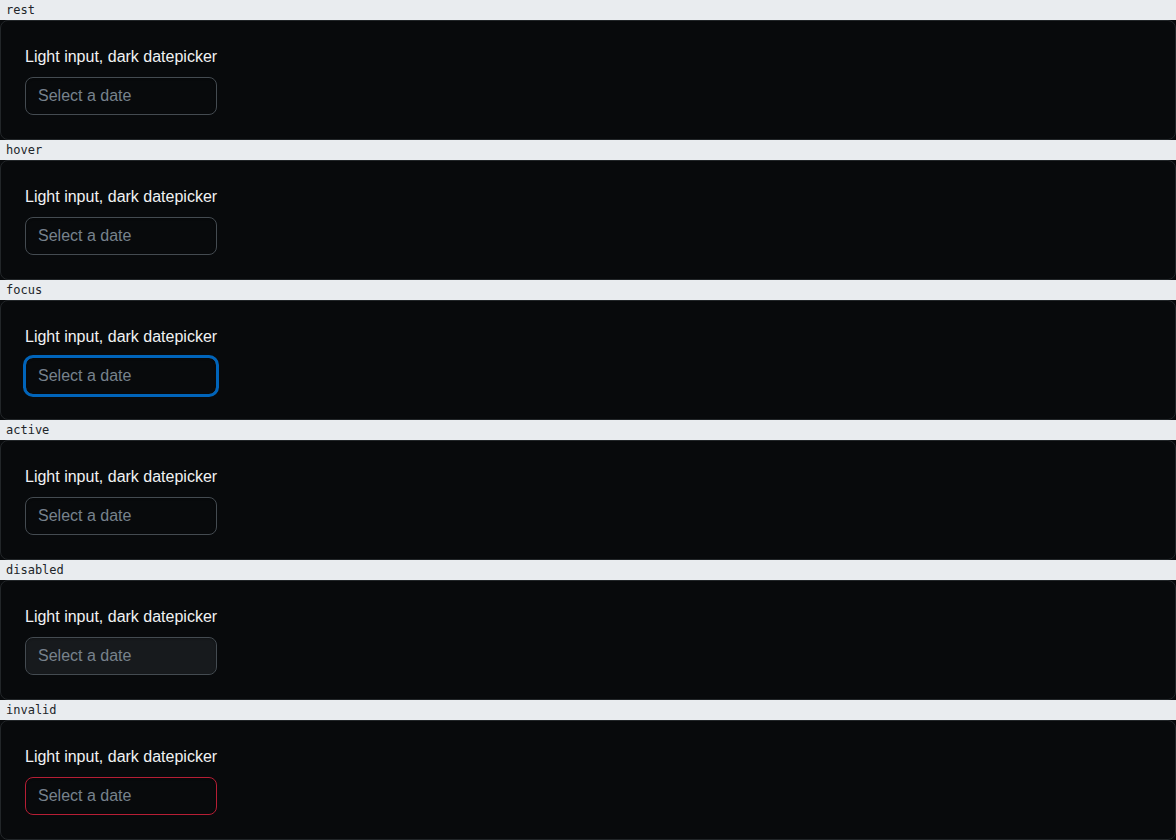 rest
Light input, dark datepicker
Select a date
hover
Light input, dark datepicker
Select a date
focus
Light input, dark datepicker
Select a date
active
Light input, dark datepicker
Select a date
disabled
Light input, dark datepicker
Select a date
invalid
Light input, dark datepicker
Select a date